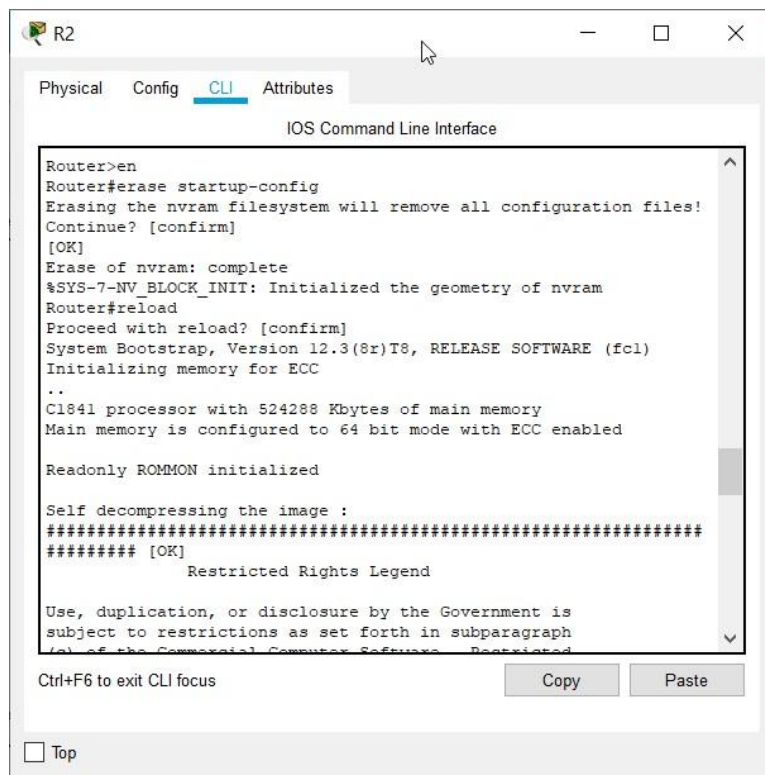 R2
Physical Config CLI Attributes
IOS Command Line Interface
Router>en
Router#erase startup-config
Erasing the nvram filesystem will remove all configuration files!
Continue? [confirm]
[OK]
Erase of nvram: complete
%SYS-7-NV_BLOCK_INIT: Initialized the geometry of nvram
Router#reload
Proceed with reload? [confirm]
System Bootstrap, Version 12.3(8r)T8, RELEASE SOFTWARE (fc1)
Initializing memory for ECC
..
C1841 processor with 524288 Kbytes of main memory
Main memory is configured to 64 bit mode with ECC enabled
Readonly ROMMON initialized
Self decompressing the image :
#################################################################
######### [OK]
Restricted Rights Legend
Use, duplication, or disclosure by the Government is
subject to restrictions as set forth in subparagraph
(c) of the Commercial Computer Software - Restricted
Ctrl+F6 to exit CLI focus
Copy
Paste
Top